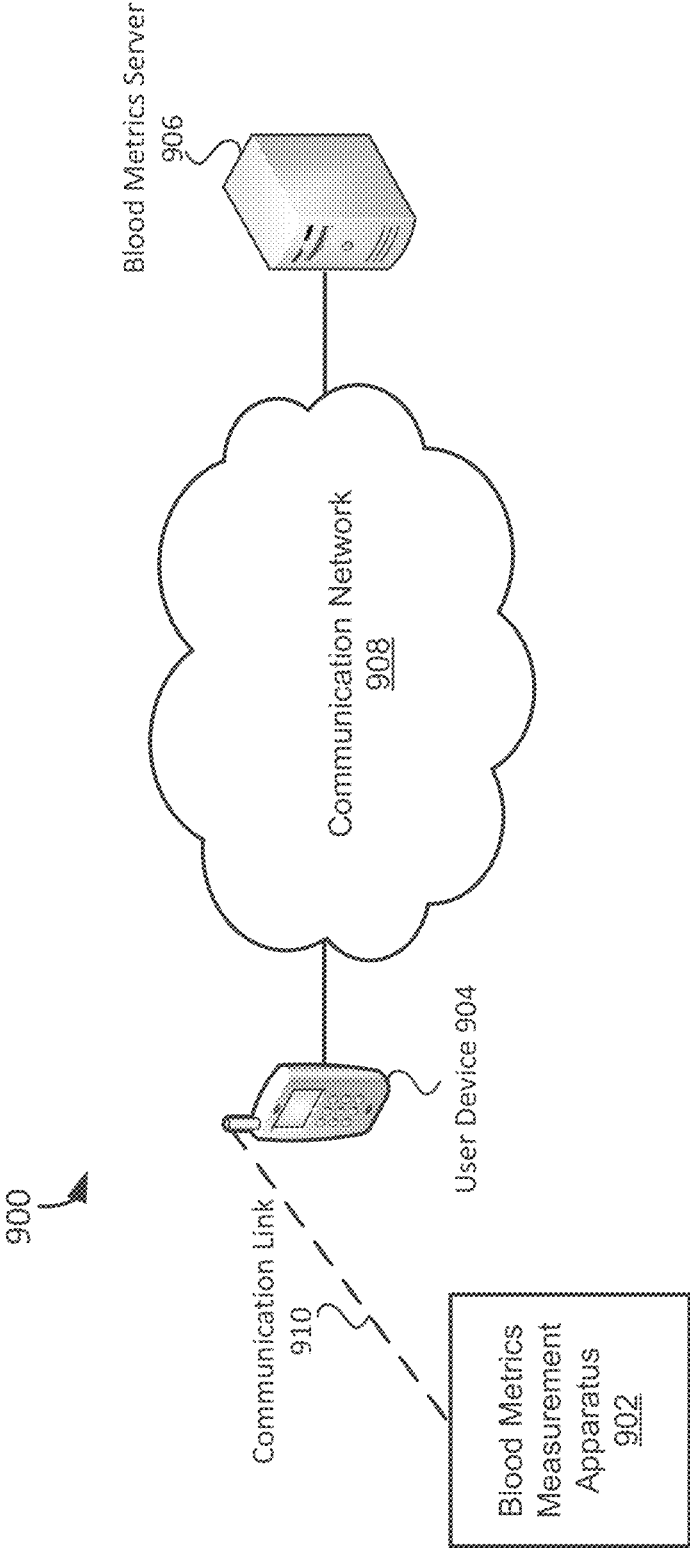 900
Blood Metrics
Measurement
Apparatus
902
Communication Link
910
User Device 904
Communication Network
908
Blood Metrics Server
906